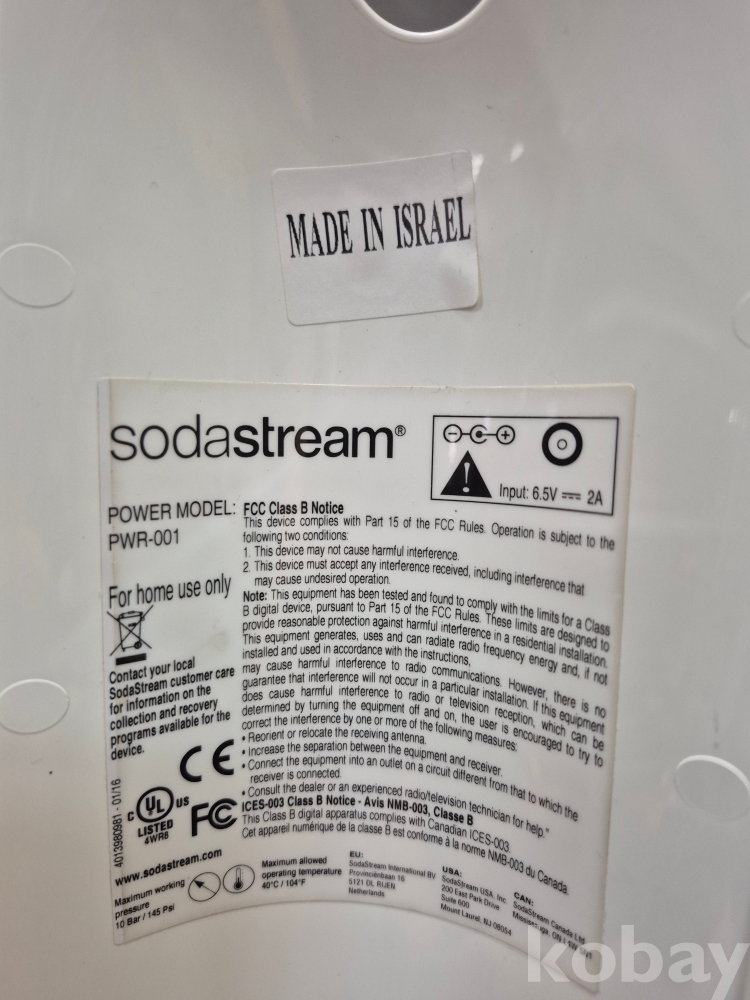 MADE IN ISRAEL
sodastream®
Input: 6.5V 2A
POWER MODEL:
PWR-001
For home use only
Contact your local
SodaStream customer care
for information on the
collection and recovery
programs available for the
device.
FCC Class B Notice
This device complies with Part 15 of the FCC Rules. Operation is subject to the
following two conditions:
1. This device may not cause harmful interference.
2. This device must accept any interference received, including interference that
may cause undesired operation.
Note: This equipment has been tested and found to comply with the limits for a Class
B digital device, pursuant to Part 15 of the FCC Rules. These limits are designed to
provide reasonable protection against harmful interference in a residential installation.
This equipment generates, uses and can radiate radio frequency energy and, if not
installed and used in accordance with the instructions,
may cause harmful interference to radio communications. However, there is no
guarantee that interference will not occur in a particular installation. If this equipment
does cause harmful interference to radio or television reception, which can be
determined by turning the equipment off and on, the user is encouraged to try to
correct the interference by one or more of the following measures:
• Reorient or relocate the receiving antenna.
• Increase the separation between the equipment and receiver.
• Connect the equipment into an outlet on a circuit different from that to which the
receiver is connected.
• Consult the dealer or an experienced radio/television technician for help."
ICES-003 Class B Notice - Avis NMB-003, Classe B
This Class B digital apparatus complies with Canadian ICES-003.
Cet appareil numérique de la classe B est conforme à la norme NMB-003 du Canada.
CE
C UL US
LISTED
4WR8
FC
4013980981 - 01/16
www.sodastream.com
Maximum working
pressure
10 Bar / 145 Psi
Maximum allowed
operating temperature
40°C / 104°F
EU:
SodaStream International BV
Provinciënbaan 16
5121 DL RIJEN
Netherlands
USA:
SodaStream USA, Inc.
200 East Park Drive
Suite 600
Mount Laurel, NJ 08054
CAN:
SodaStream Canada Ltd
Mississauga, ON
kobay